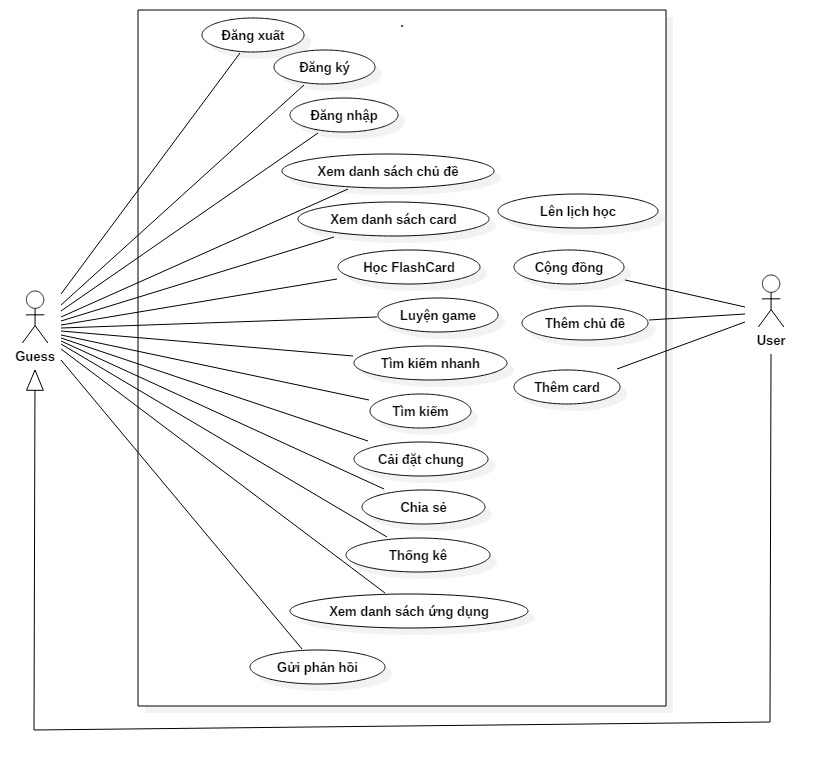 Đăng xuất
Đăng ký
Đăng nhập
Xem danh sách chủ đề
Xem danh sách card
Lên lịch học
Học FlashCard
Cộng đồng
Luyện game
Thêm chủ đề
Guess
User
Tìm kiếm nhanh
Thêm card
Tìm kiếm
Cải đặt chung
Chia sẻ
Thống kê
Xem danh sách ứng dụng
Gửi phản hồi